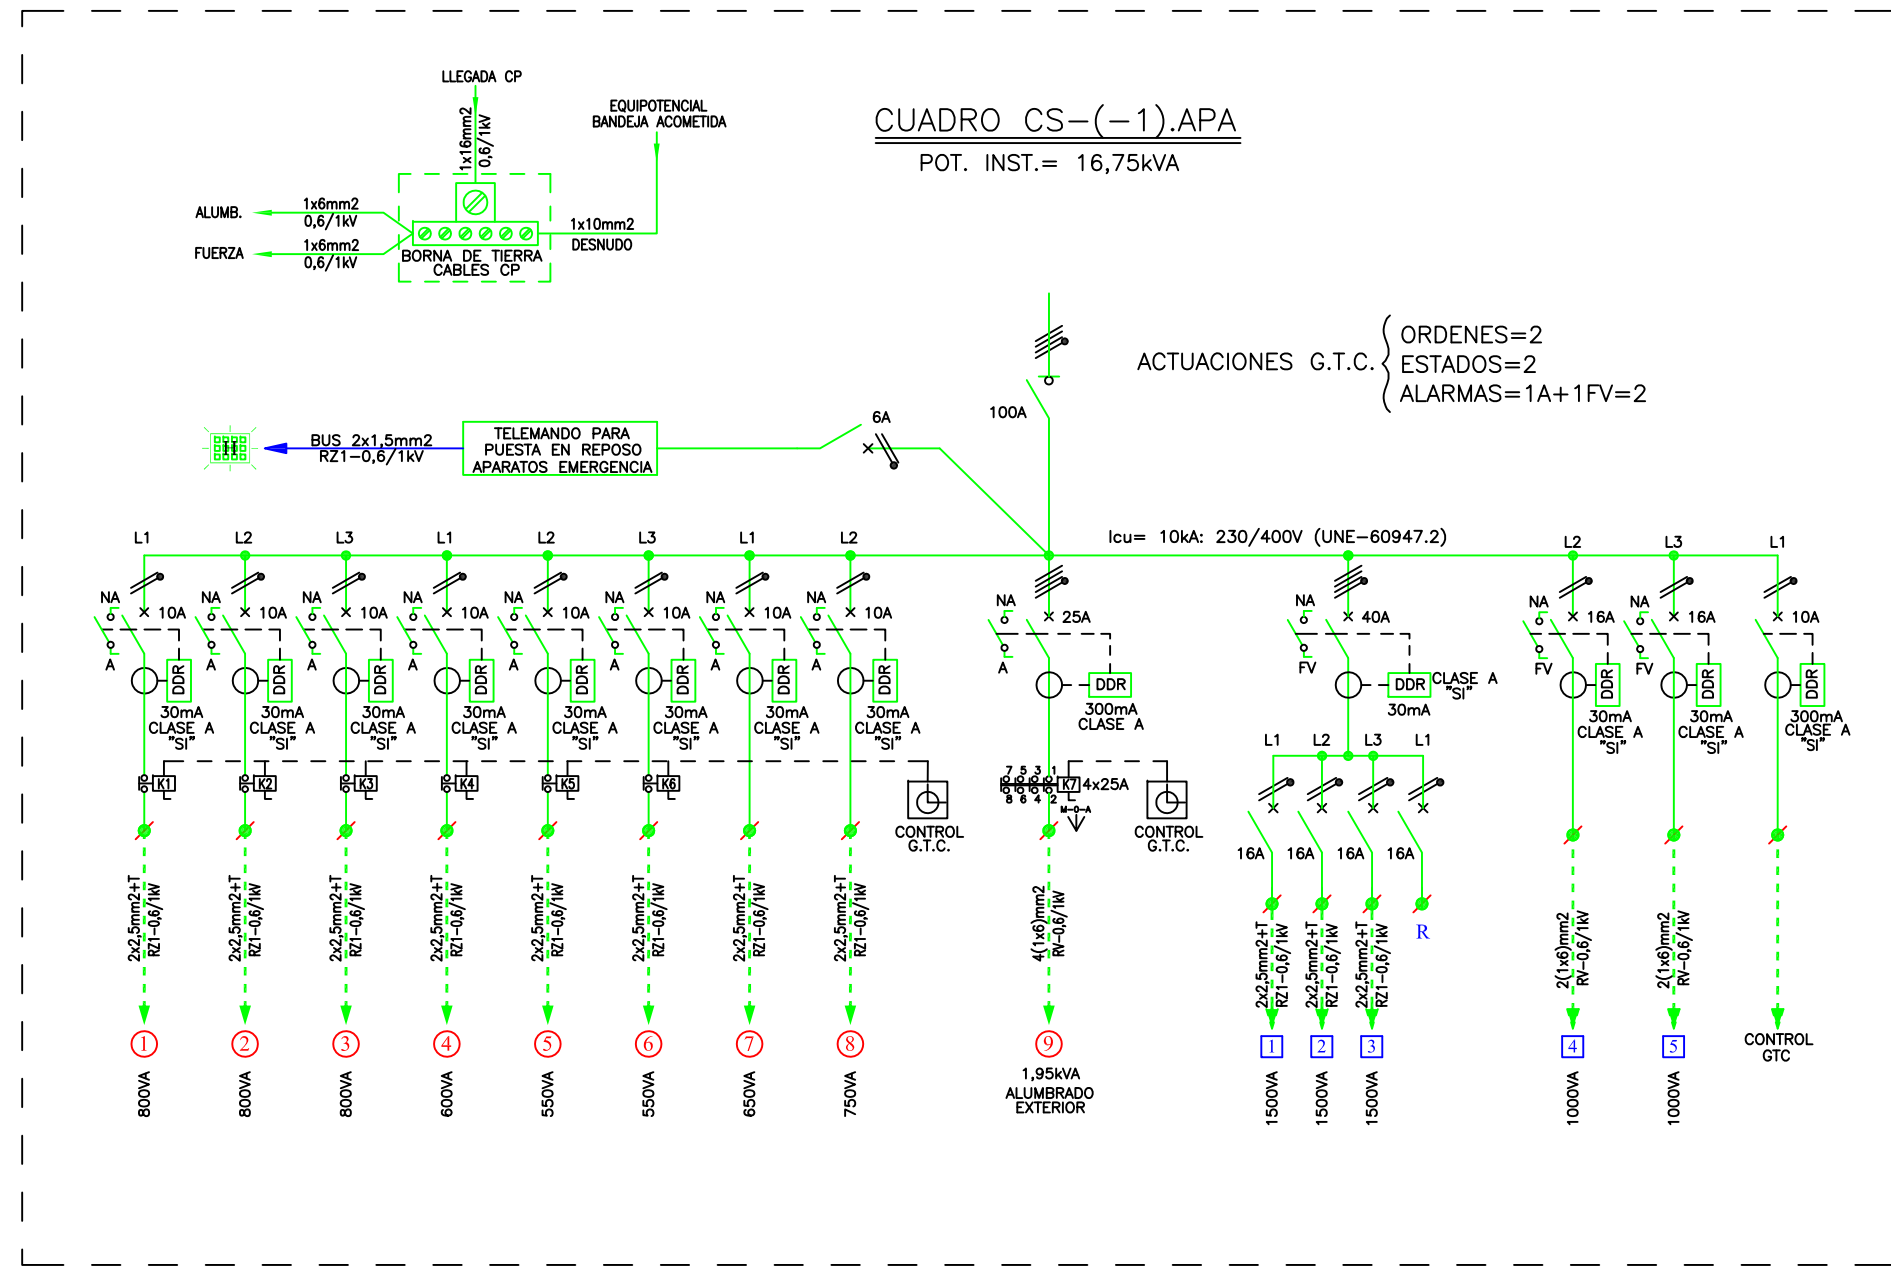 LLEGADA CP
1x16mm2
0,6/1kV
EQUIPOTENCIAL
BANDEJA ACOMETIDA
CUADRO CS-(-1).APA
POT. INST.= 16,75kVA
ALUMB.
1x6mm2
0,6/1kV
FUERZA
1x6mm2
0,6/1kV
1x10mm2
DESNUDO
BORNA DE TIERRA
CABLES CP
ACTUACIONES G.T.C.
ORDENES=2
ESTADOS=2
ALARMAS=1A+1FV=2
100A
6A
BUS 2x1,5mm2
RZ1-0,6/1kV
TELEMANDO PARA
PUESTA EN REPOSO
APARATOS EMERGENCIA
II
Icu= 10kA: 230/400V (UNE-60947.2)
L1 L2 L3 L1 L2 L3 L1 L2 L2 L3 L1
NA NA NA NA NA NA NA NA NA NA NA NA
10A 10A 10A 10A 10A 10A 10A 10A 25A 40A 16A 16A 10A
A A A A A A A A A FV FV FV
DDR DDR DDR DDR DDR DDR DDR DDR DDR DDR DDR DDR DDR
30mA 30mA 30mA 30mA 30mA 30mA 30mA 30mA 300mA 30mA 30mA 30mA 300mA
CLASE A CLASE A CLASE A CLASE A CLASE A CLASE A CLASE A CLASE A CLASE A CLASE A CLASE A CLASE A CLASE A
"SI" "SI" "SI" "SI" "SI" "SI" "SI" "SI" "SI" "SI" "SI" "SI"
L1 L2 L3 L1
K1 K2 K3 K4 K5 K6
7 5 3 1
K7 4x25A
8 6 4 2
M-O-A
CONTROL
G.T.C.
CONTROL
G.T.C.
16A 16A 16A 16A
R
2x2,5mm2+T
RZ1-0,6/1kV
2x2,5mm2+T
RZ1-0,6/1kV
2x2,5mm2+T
RZ1-0,6/1kV
2x2,5mm2+T
RZ1-0,6/1kV
2x2,5mm2+T
RZ1-0,6/1kV
2x2,5mm2+T
RZ1-0,6/1kV
2x2,5mm2+T
RZ1-0,6/1kV
2x2,5mm2+T
RZ1-0,6/1kV
4(1x6)mm2
RV-0,6/1kV
2x2,5mm2+T
RZ1-0,6/1kV
2x2,5mm2+T
RZ1-0,6/1kV
2x2,5mm2+T
RZ1-0,6/1kV
2(1x6)mm2
RV-0,6/1kV
2(1x6)mm2
RV-0,6/1kV
1 2 3 4 5 6 7 8 9 1 2 3 4 5
CONTROL
GTC
800VA 800VA 800VA 600VA 550VA 550VA 650VA 750VA
1,95kVA
ALUMBRADO
EXTERIOR
1500VA 1500VA 1500VA 1000VA 1000VA